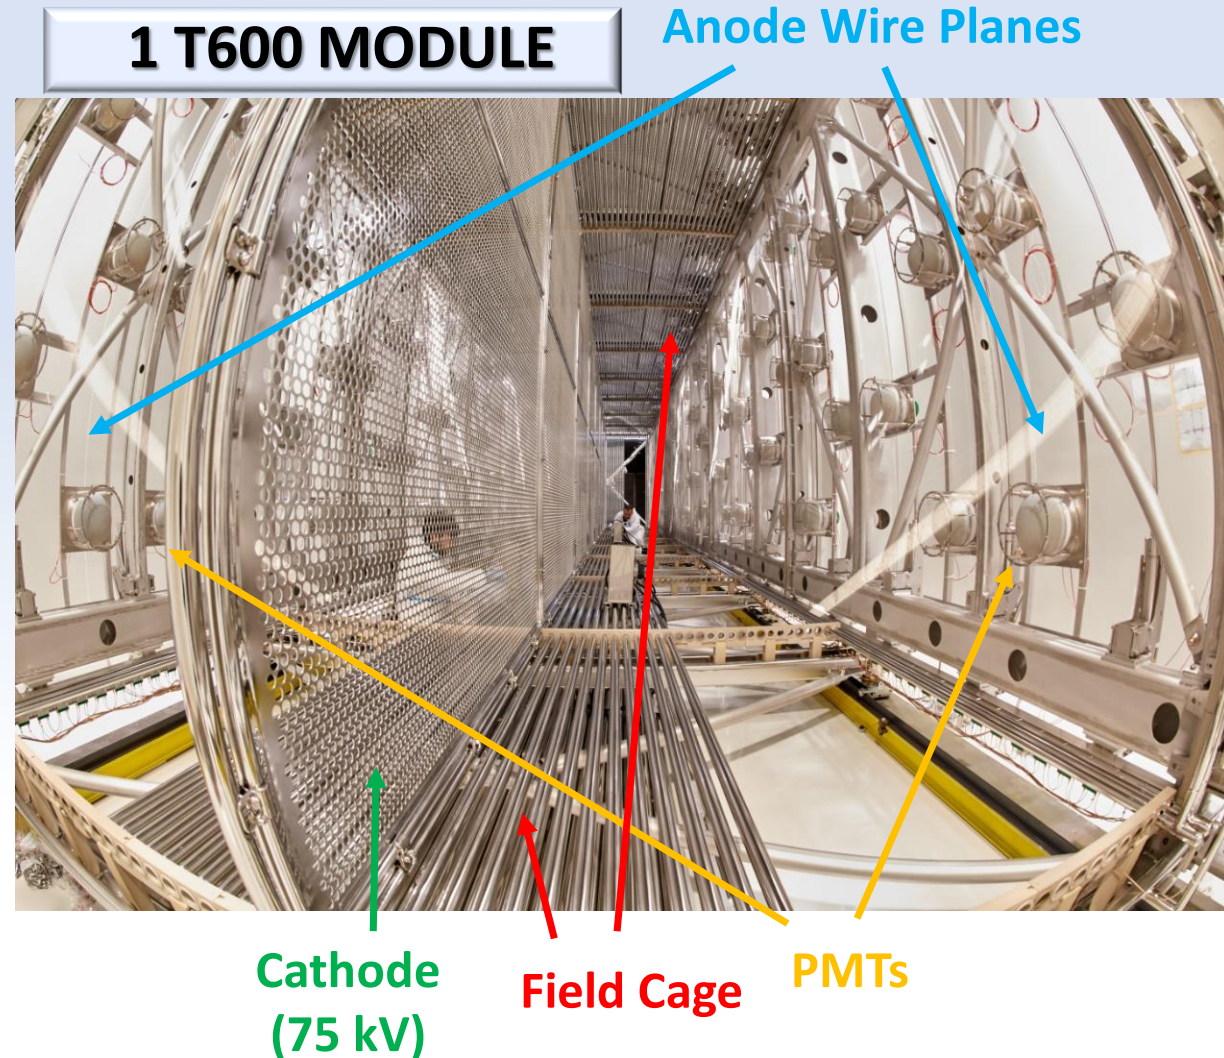 1 T600 MODULE
Anode Wire Planes
Cathode
(75 kV)
Field Cage
PMTs